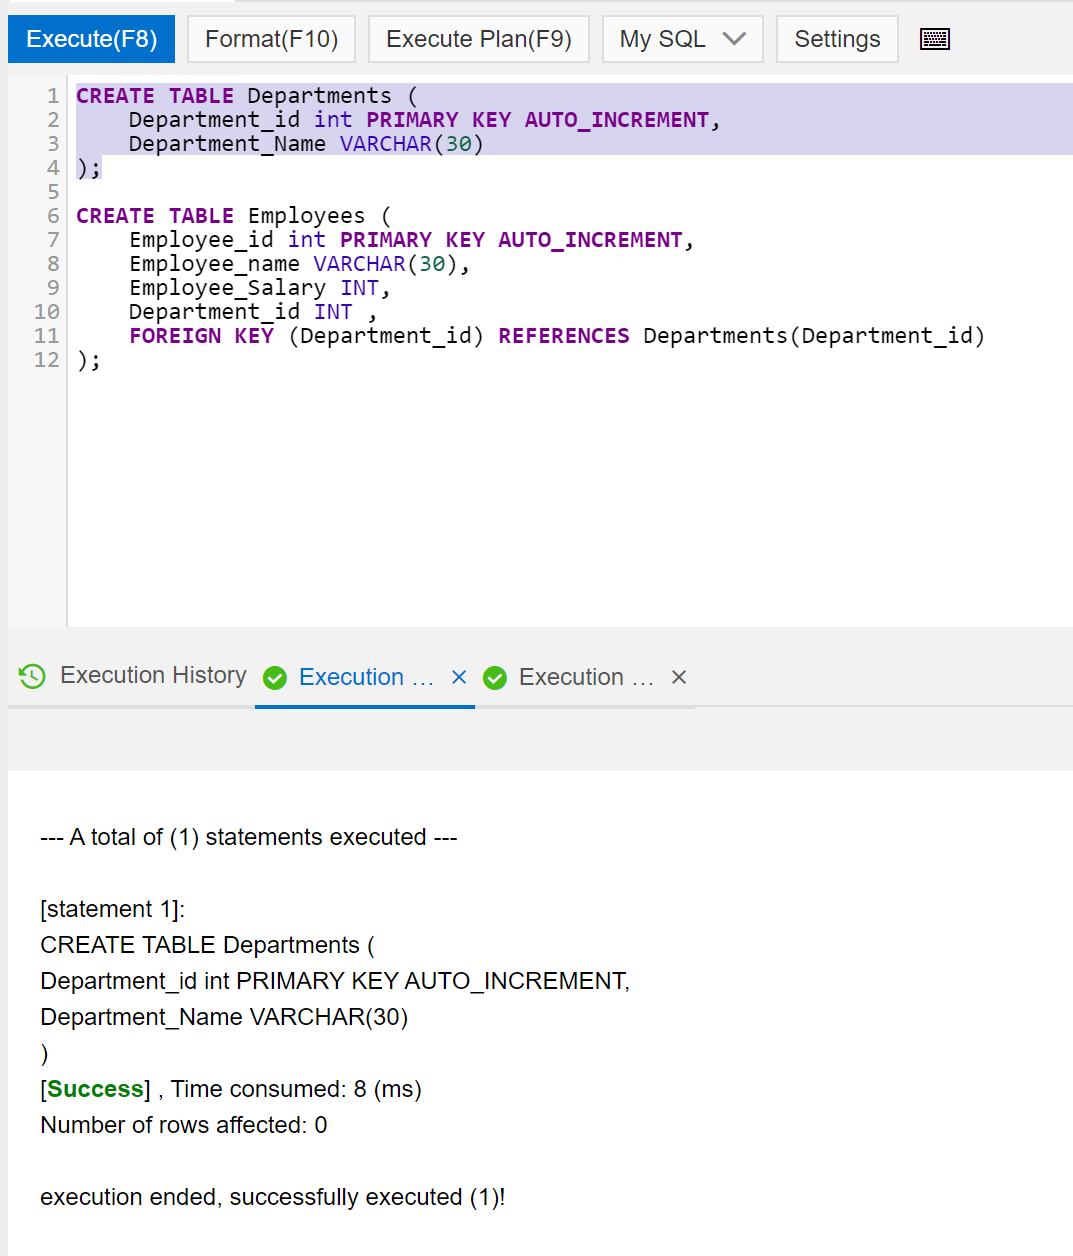 Execute(F8) Format(F10) Execute Plan(F9) My SQL Settings
1 CREATE TABLE Departments (
2 Department_id int PRIMARY KEY AUTO_INCREMENT,
3 Department_Name VARCHAR(30)
4 );
5
6 CREATE TABLE Employees (
7 Employee_id int PRIMARY KEY AUTO_INCREMENT,
8 Employee_name VARCHAR(30),
9 Employee_Salary INT,
10 Department_id INT ,
11 FOREIGN KEY (Department_id) REFERENCES Departments(Department_id)
12 );
Execution History Execution ... × Execution ... ×
--- A total of (1) statements executed ---
[statement 1]:
CREATE TABLE Departments (
Department_id int PRIMARY KEY AUTO_INCREMENT,
Department_Name VARCHAR(30)
)
[Success] , Time consumed: 8 (ms)
Number of rows affected: 0
execution ended, successfully executed (1)!